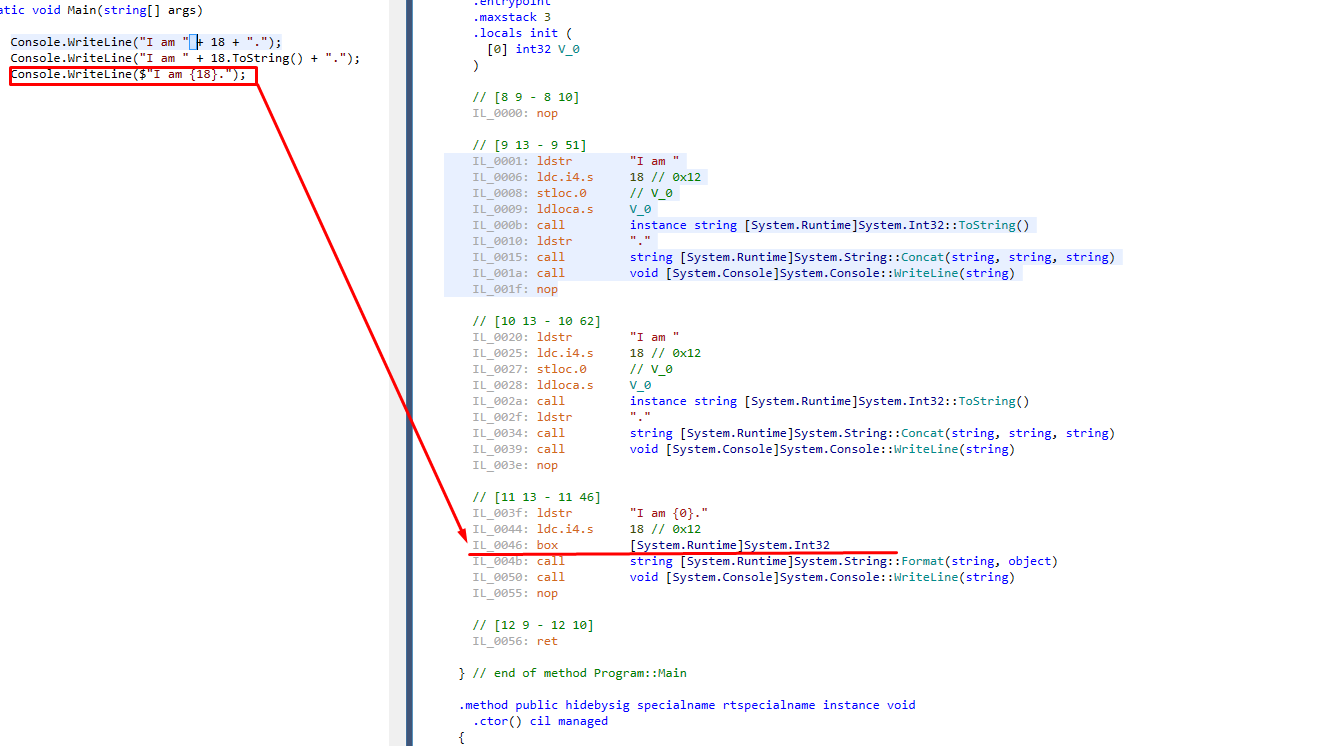 atic void Main(string[] args)
Console.WriteLine("I am " + 18 + ".");
Console.WriteLine("I am " + 18.ToString() + ".");
Console.WriteLine($"I am {18}.");
.entrypoint
.maxstack 3
.locals init (
[0] int32 V_0
)
// [8 9 - 8 10]
IL_0000: nop
// [9 13 - 9 51]
IL_0001: ldstr "I am "
IL_0006: ldc.i4.s 18 // 0x12
IL_0008: stloc.0 // V_0
IL_0009: ldloca.s V_0
IL_000b: call instance string [System.Runtime]System.Int32::ToString()
IL_0010: ldstr "."
IL_0015: call string [System.Runtime]System.String::Concat(string, string, string)
IL_001a: call void [System.Console]System.Console::WriteLine(string)
IL_001f: nop
// [10 13 - 10 62]
IL_0020: ldstr "I am "
IL_0025: ldc.i4.s 18 // 0x12
IL_0027: stloc.0 // V_0
IL_0028: ldloca.s V_0
IL_002a: call instance string [System.Runtime]System.Int32::ToString()
IL_002f: ldstr "."
IL_0034: call string [System.Runtime]System.String::Concat(string, string, string)
IL_0039: call void [System.Console]System.Console::WriteLine(string)
IL_003e: nop
// [11 13 - 11 46]
IL_003f: ldstr "I am {0}."
IL_0044: ldc.i4.s 18 // 0x12
IL_0046: box [System.Runtime]System.Int32
IL_004b: call string [System.Runtime]System.String::Format(string, object)
IL_0050: call void [System.Console]System.Console::WriteLine(string)
IL_0055: nop
// [12 9 - 12 10]
IL_0056: ret
} // end of method Program::Main
.method public hidebysig specialname rtspecialname instance void
.ctor() cil managed
{